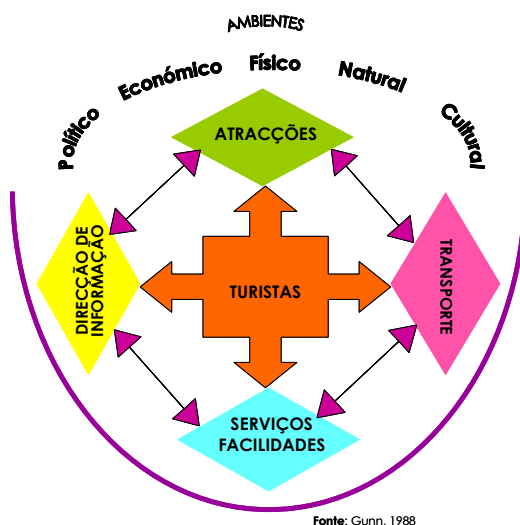 AMBIENTES
Político Económico Físico Natural Cultural
ATRACÇÕES
DIRECÇÃO DE
INFORMAÇÃO
TURISTAS
TRANSPORTE
SERVIÇOS
FACILIDADES
Fonte: Gunn, 1988